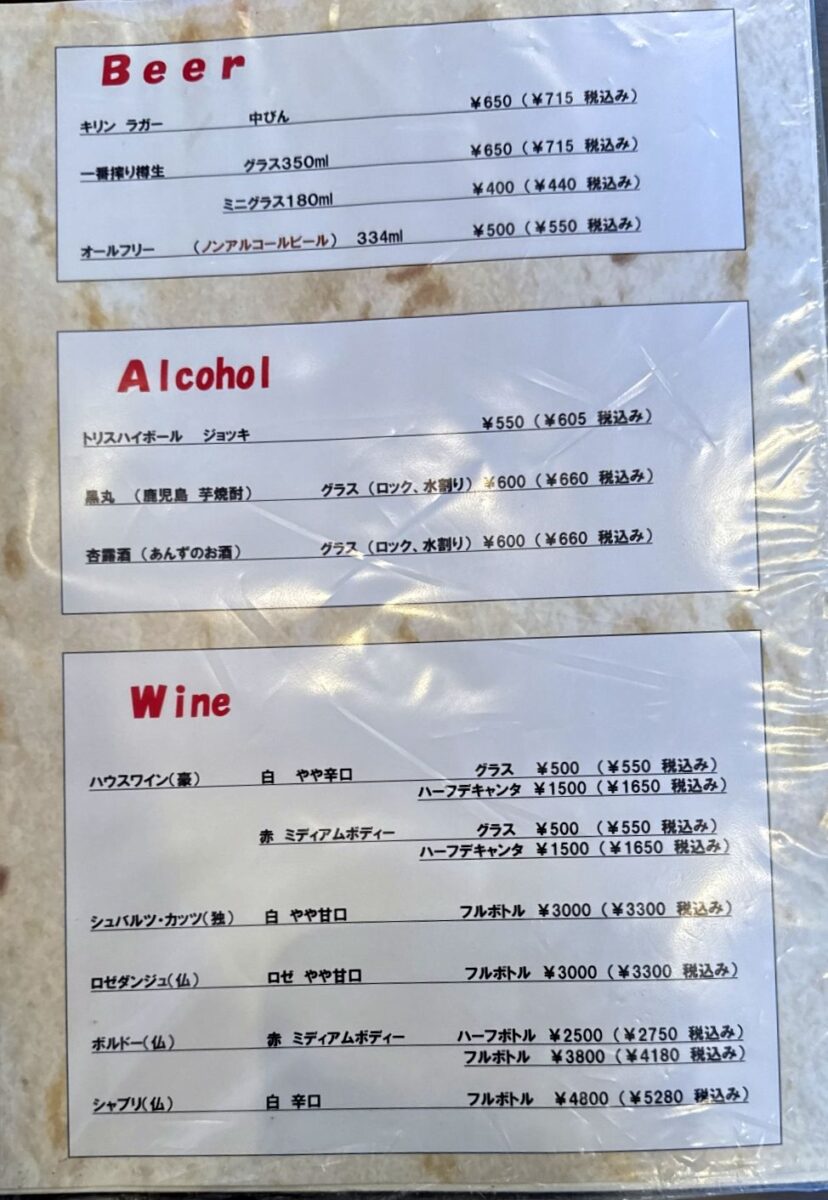 Beer
キリン ラガー 中びん ¥650（¥715 税込み）
一番搾り樽生 グラス350ml ¥650（¥715 税込み）
ミニグラス180ml ¥400（¥440 税込み）
オールフリー （ノンアルコールビール） 334ml ¥500（¥550 税込み）
Alcohol
トリスハイボール ジョッキ ¥550（¥605 税込み）
黒丸 （鹿児島 芋焼酎） グラス（ロック、水割り） ¥600（¥660 税込み）
杏露酒（あんずのお酒） グラス（ロック、水割り） ¥600（¥660 税込み）
Wine
ハウスワイン（豪） 白 やや辛口 グラス ¥500 （¥550 税込み）
ハーフデキャンタ ¥1500（¥1650 税込み）
赤 ミディアムボディー グラス ¥500 （¥550 税込み）
ハーフデキャンタ ¥1500（¥1650 税込み）
シュバルツ・カッツ（独） 白 やや甘口 フルボトル ¥3000（¥3300 税込み）
ロゼダンジュ（仏） ロゼ やや甘口 フルボトル ¥3000（¥3300 税込み）
ボルドー（仏） 赤 ミディアムボディー ハーフボトル ¥2500（¥2750 税込み）
フルボトル ¥3800（¥4180 税込み）
シャブリ（仏） 白 辛口 フルボトル ¥4800（¥5280 税込み）